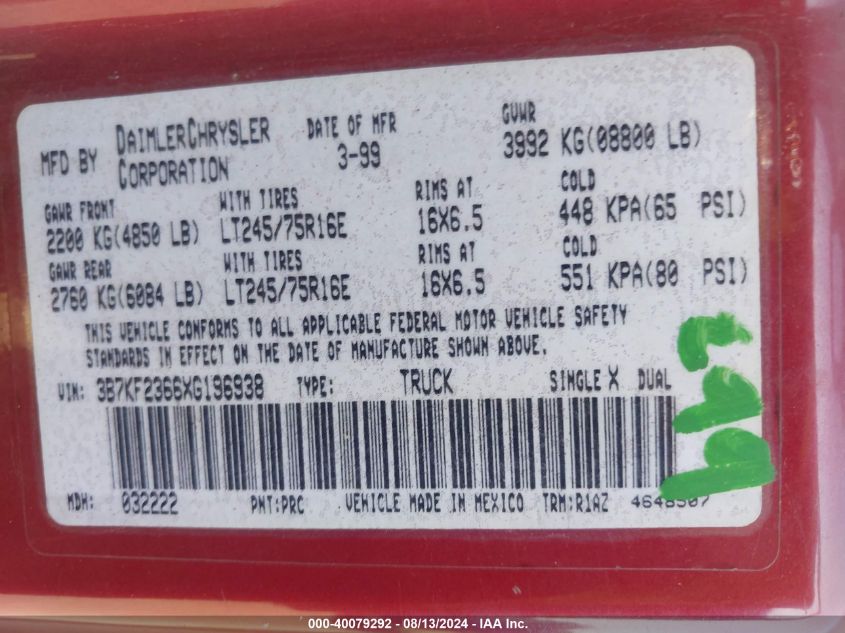 MFD BY DAIMLERCHRYSLER CORPORATION DATE OF MFR 3-99 GVWR 3992 KG(08800 LB)
GAWR FRONT WITH TIRES RIMS AT COLD
2200 KG(4850 LB) LT245/75R16E 16X6.5 448 KPA(65 PSI)
GAWR REAR WITH TIRES RIMS AT COLD
2760 KG(6084 LB) LT245/75R16E 16X6.5 551 KPA(80 PSI)
THIS VEHICLE CONFORMS TO ALL APPLICABLE FEDERAL MOTOR VEHICLE SAFETY
STANDARDS IN EFFECT ON THE DATE OF MANUFACTURE SHOWN ABOVE.
VIN: 3B7KF2366XG196938 TYPE: TRUCK SINGLE X DUAL
MDH: 032222 PNT:PRC VEHICLE MADE IN MEXICO TRM:R1AZ 4648507
000-40079292 - 08/13/2024 - IAA Inc.